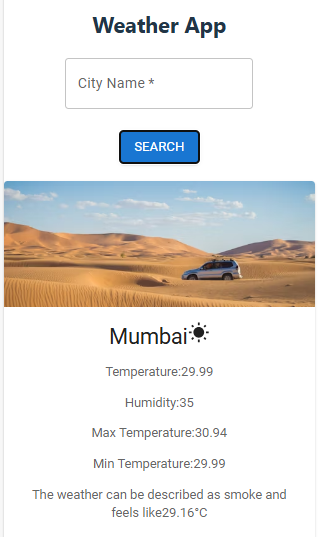 Weather App
City Name *
SEARCH
Mumbai
Temperature:29.99
Humidity:35
Max Temperature:30.94
Min Temperature:29.99
The weather can be described as smoke and
feels like29.16°C